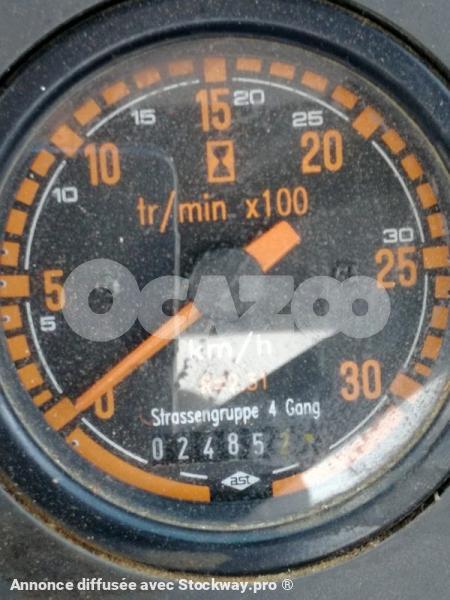 15
20
15
25
10
20
10
tr/min x100
30
5
25
OCAZOO
5
km/h
0
30
Strassengruppe 4 Gang
02485
ast
Annonce diffusée avec Stockway.pro ®